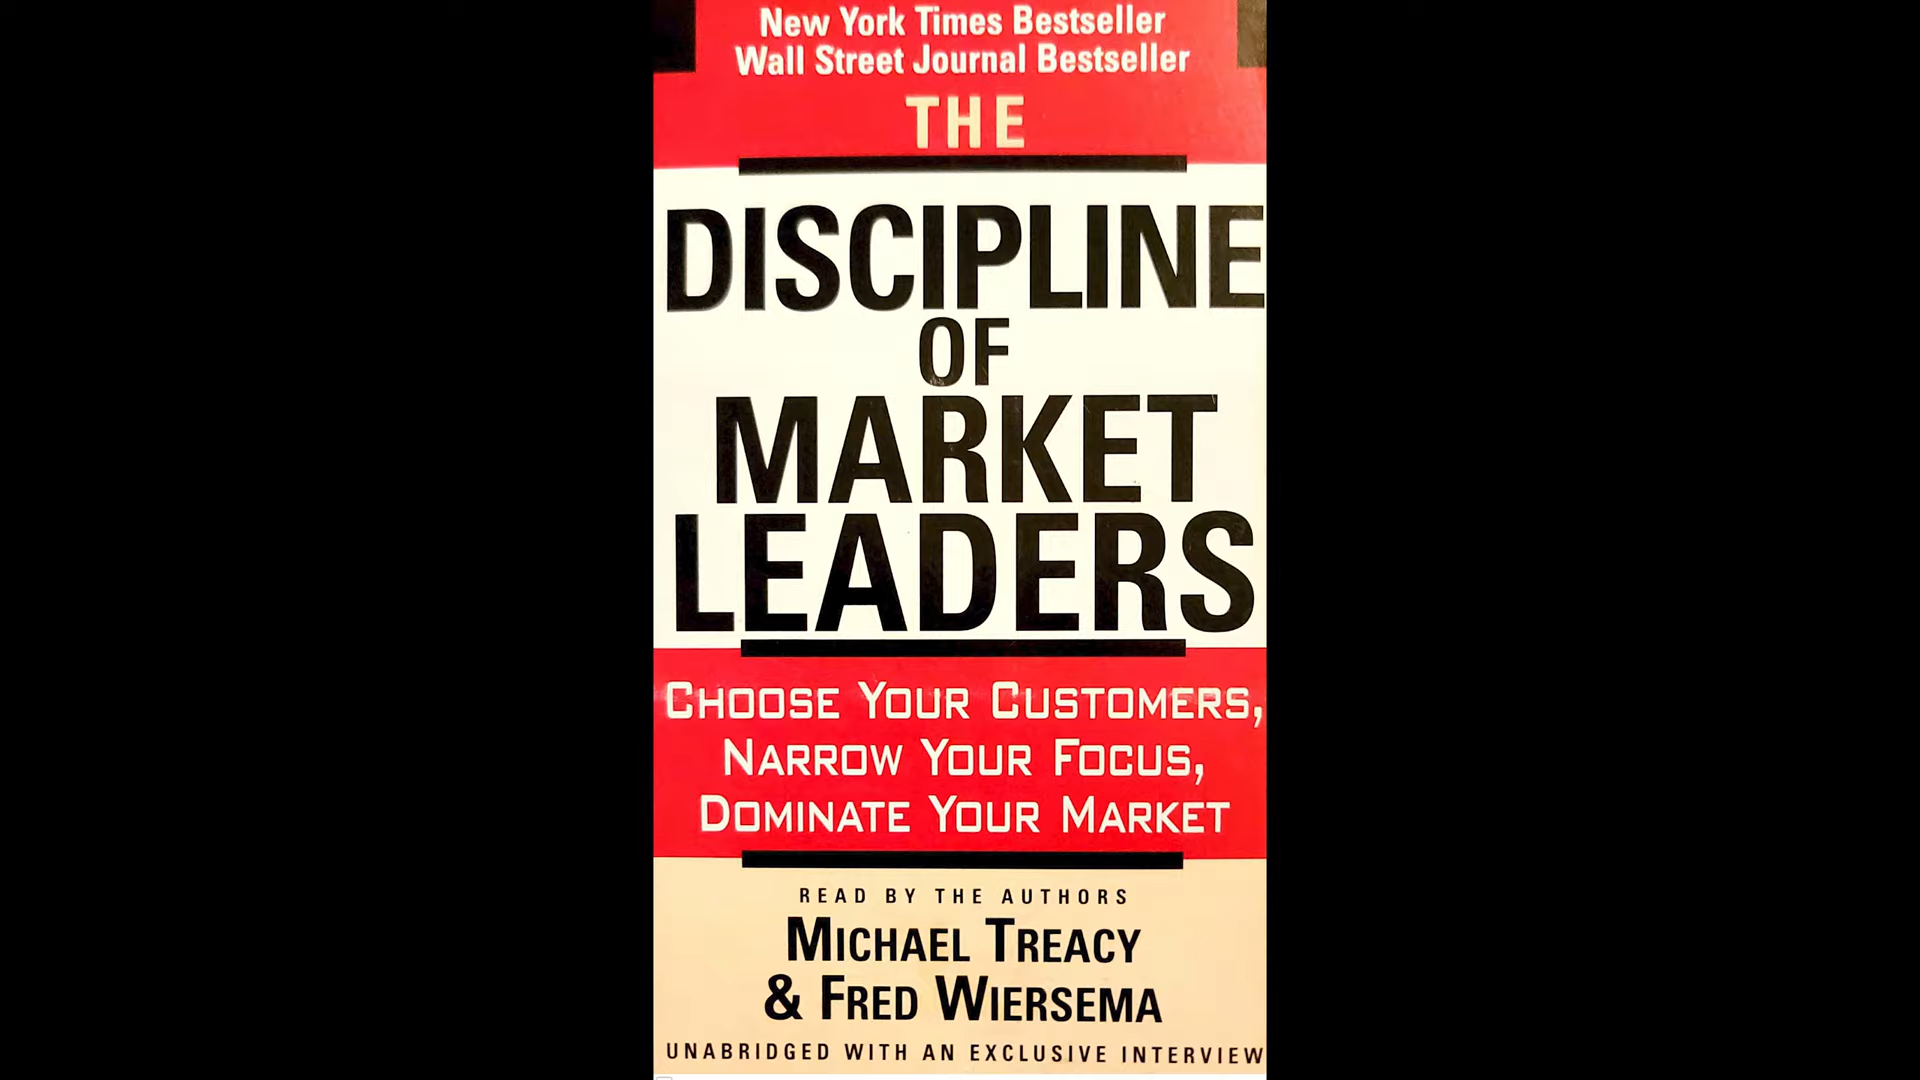 New York Times Bestseller
Wall Street Journal Bestseller
THE
DISCIPLINE
OF
MARKET
LEADERS
CHOOSE YOUR CUSTOMERS,
NARROW YOUR FOCUS,
DOMINATE YOUR MARKET
READ BY THE AUTHORS
MICHAEL TREACY
& FRED WIERSEMA
UNABRIDGED WITH AN EXCLUSIVE INTERVIEW